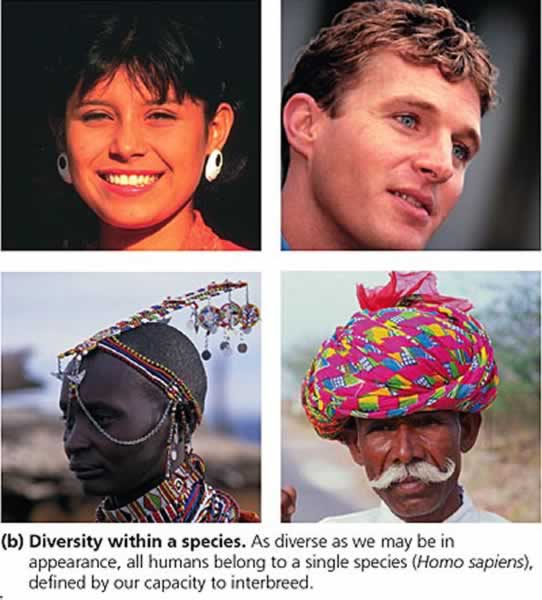 (b) Diversity within a species. As diverse as we may be in
appearance, all humans belong to a single species (Homo sapiens),
defined by our capacity to interbreed.